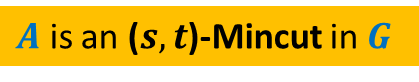 A is an (s, t)-Mincut in G